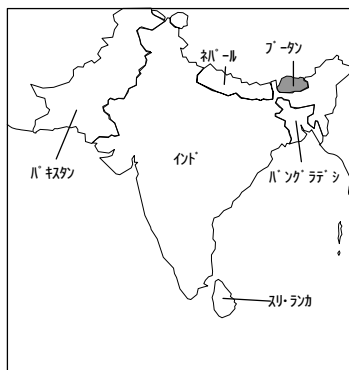 ﾈﾊﾟｰﾙ
ﾌﾞｰﾀﾝ
ﾊﾟｷｽﾀﾝ
ｲﾝﾄﾞ
ﾊﾞﾝｸﾞﾗﾃﾞｼ
ｽﾘ･ﾗﾝｶ